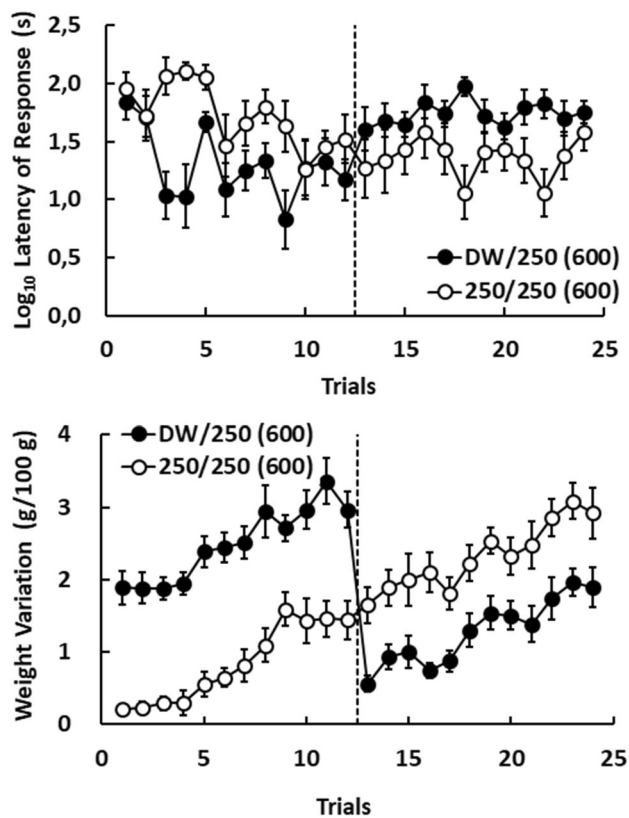 Log₁₀ Latency of Response (s)
2,5
2,0
1,5
1,0
0,5
0,0
DW/250 (600)
250/250 (600)
0 5 10 15 20 25
Trials
Weight Variation (g/100 g)
DW/250 (600)
250/250 (600)
4
3
2
1
0
0 5 10 15 20 25
Trials